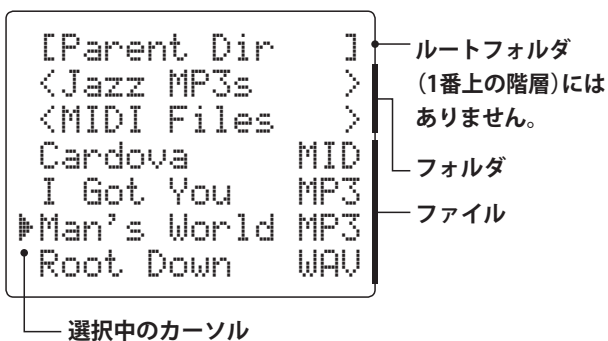 [Parent Dir ]
<Jazz MP3s >
<MIDI Files >
Cardova MID
I Got You MP3
Man's World MP3
Root Down WAV
ルートフォルダ
（1番上の階層）には
ありません。
フォルダ
ファイル
選択中のカーソル